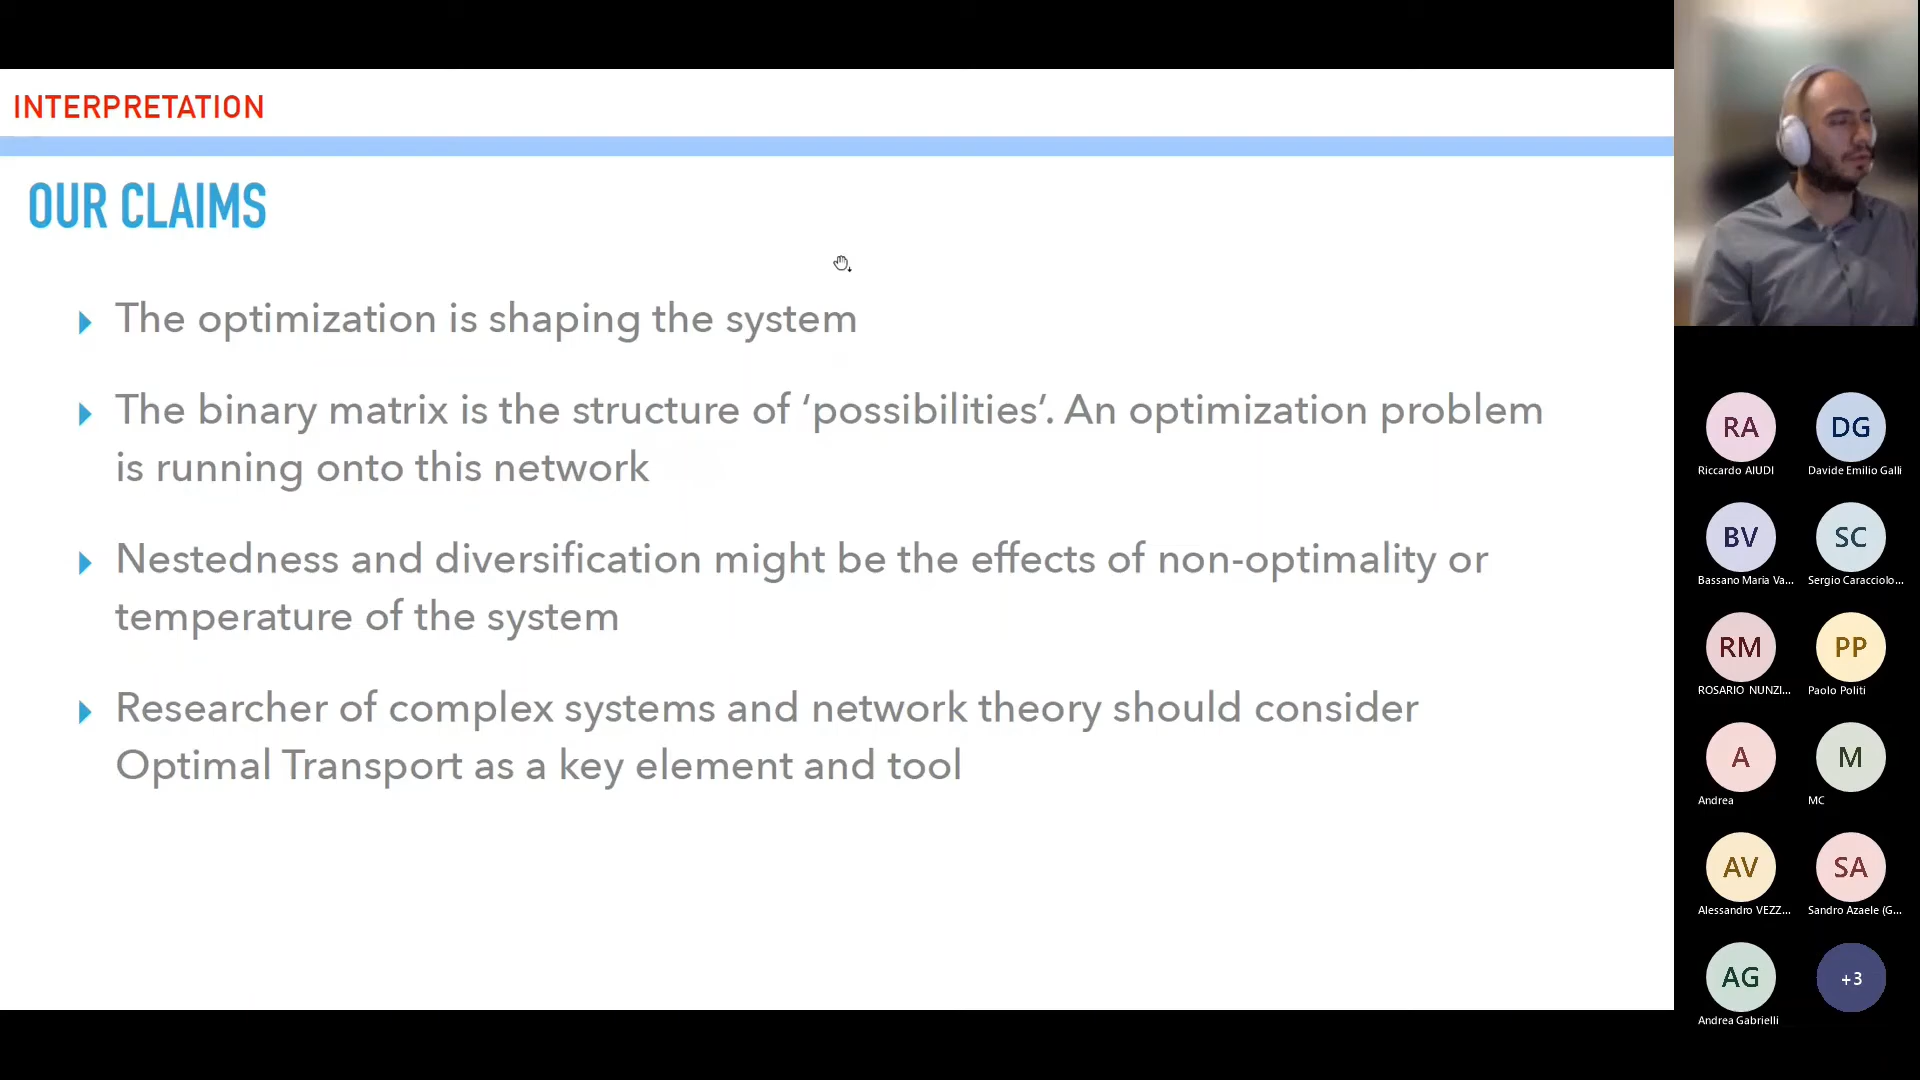 INTERPRETATION
OUR CLAIMS
The optimization is shaping the system
The binary matrix is the structure of ‘possibilities’. An optimization problem
is running onto this network
Nestedness and diversification might be the effects of non-optimality or
temperature of the system
Researcher of complex systems and network theory should consider
Optimal Transport as a key element and tool
RA
DG
Riccardo AIUDI
Davide Emilio Galli
BV
SC
Bassano Maria Va...
Sergio Caracciolo...
RM
PP
ROSARIO NUNZI...
Paolo Politi
A
M
Andrea
MC
AV
SA
Alessandro VEZZ...
Sandro Azaele (G...
AG
+3
Andrea Gabrielli